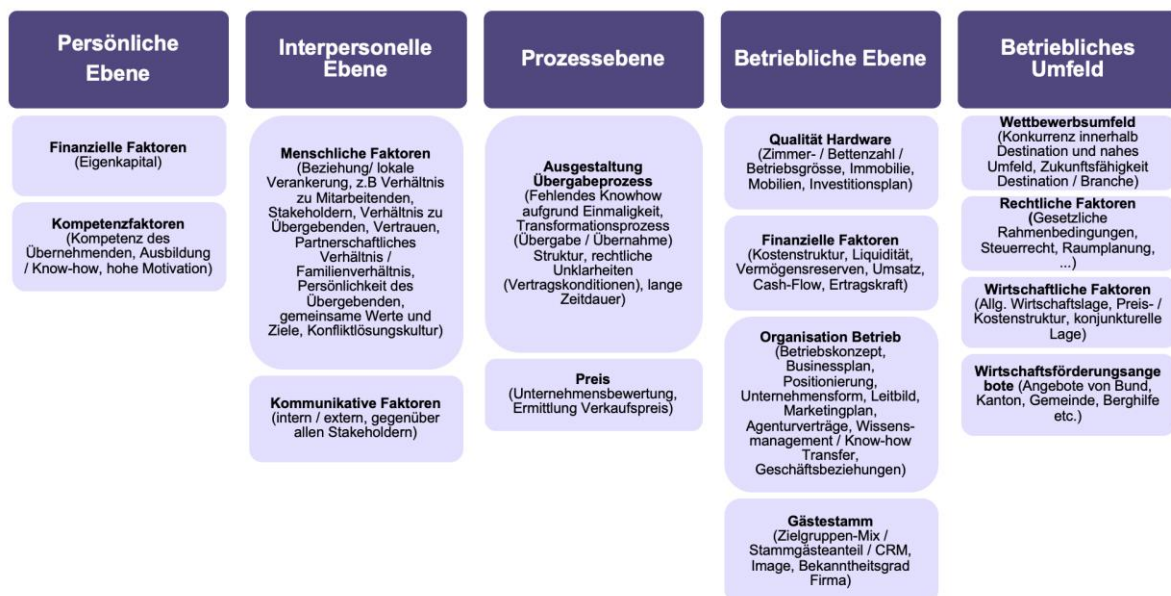 Persönliche
Ebene
Finanzielle Faktoren
(Eigenkapital)
Kompetenzfaktoren
(Kompetenz des
Übernehmenden, Ausbildung
/ Know-how, hohe Motivation)
Interpersonelle
Ebene
Menschliche Faktoren
(Beziehung/ lokale
Verankerung, z.B Verhältnis
zu Mitarbeitenden,
Stakeholdern, Verhältnis zu
Übergebenden, Vertrauen,
Partnerschaftliches
Verhältnis /
Familienverhältnis,
Persönlichkeit des
Übergebenden,
gemeinsame Werte und
Ziele, Konfliktlösungskultur)
Kommunikative Faktoren
(intern / extern, gegenüber
allen Stakeholdern)
Prozessebene
Ausgestaltung
Übergabeprozess
(Fehlendes Knowhow
aufgrund Einmaligkeit,
Transformationsprozess
(Übergabe / Übernahme)
Struktur, rechtliche
Unklarheiten
(Vertragskonditionen), lange
Zeitdauer)
Preis
(Unternehmensbewertung,
Ermittlung Verkaufspreis)
Betriebliche Ebene
Qualität Hardware
(Zimmer- / Bettenzahl /
Betriebsgrösse, Immobilie,
Mobilien, Investitionsplan)
Finanzielle Faktoren
(Kostenstruktur, Liquidität,
Vermögensreserven, Umsatz,
Cash-Flow, Ertragskraft)
Organisation Betrieb
(Betriebskonzept,
Businessplan,
Positionierung,
Unternehmensform, Leitbild,
Marketingplan,
Agenturverträge, Wissens-
management / Know-how
Transfer,
Geschäftsbeziehungen)
Gästestamm
(Zielgruppen-Mix /
Stammgästeanteil / CRM,
Image, Bekanntheitsgrad
Firma)
Betriebliches
Umfeld
Wettbewerbsumfeld
(Konkurrenz innerhalb
Destination und nahes
Umfeld, Zukunftsfähigkeit
Destination / Branche)
Rechtliche Faktoren
(Gesetzliche
Rahmenbedingungen,
Steuerrecht, Raumplanung,
...)
Wirtschaftliche Faktoren
(Allg. Wirtschaftslage, Preis- /
Kostenstruktur, konjunkturelle
Lage)
Wirtschaftsförderungsange
bote (Angebote von Bund,
Kanton, Gemeinde, Berghilfe
etc.)